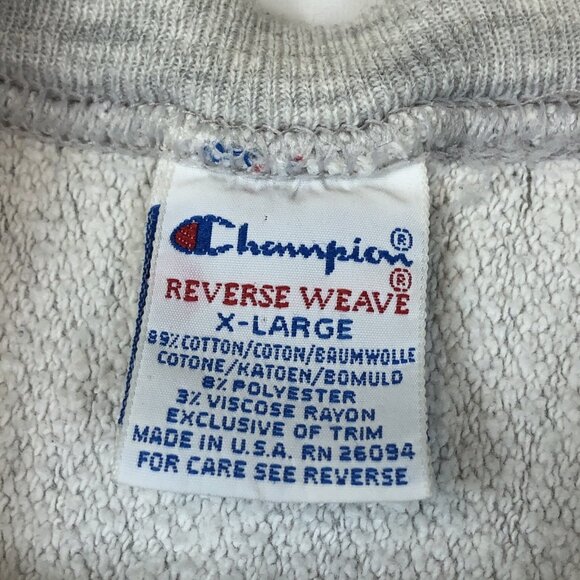 Champion®
REVERSE WEAVE®
X-LARGE
89% COTTON/COTON/BAUMWOLLE
COTONE/KATOEN/BOMULD
8% POLYESTER
3% VISCOSE RAYON
EXCLUSIVE OF TRIM
MADE IN U.S.A. RN 26094
FOR CARE SEE REVERSE